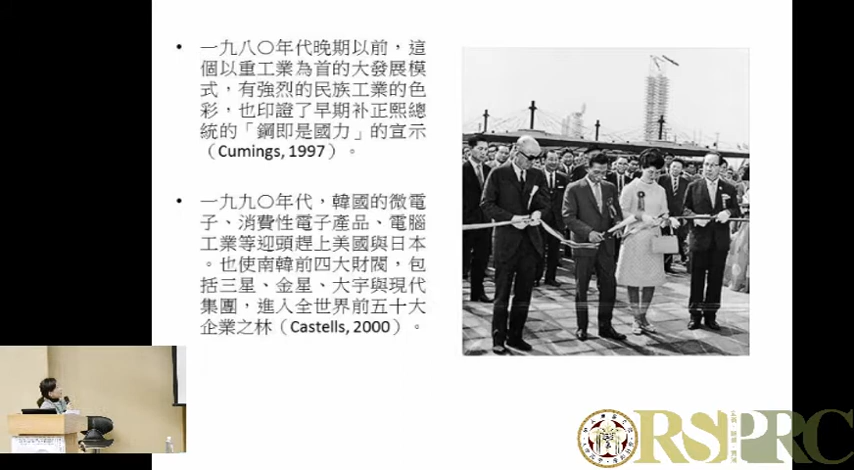 • 一九八〇年代晚期以前，這
個以重工業為首的大發展模
式，有強烈的民族工業的色
彩，也印證了早期补正熙總
統的「鋼即是國力」的宣示
（Cumings, 1997）。
• 一九九〇年代，韓國的微電
子、消費性電子產品、電腦
工業等迎頭趕上美國與日本
。也使南韓前四大財閥，包
括三星、金星、大宇與現代
集團，進入全世界前五十大
企業之林（Castells, 2000）。
RSPRC